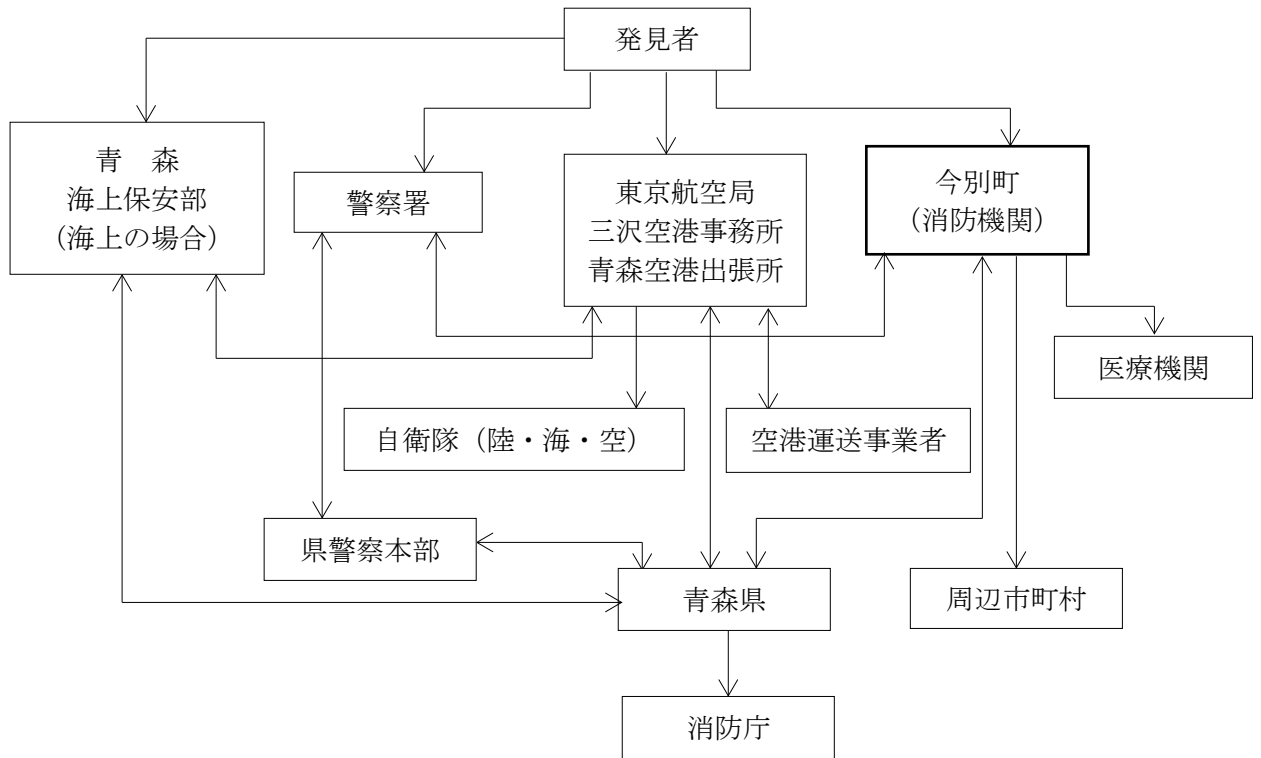 発見者
青　森
海上保安部
（海上の場合）
警察署
東京航空局
三沢空港事務所
青森空港出張所
今別町
（消防機関）
医療機関
自衛隊（陸・海・空）
空港運送事業者
県警察本部
青森県
周辺市町村
消防庁